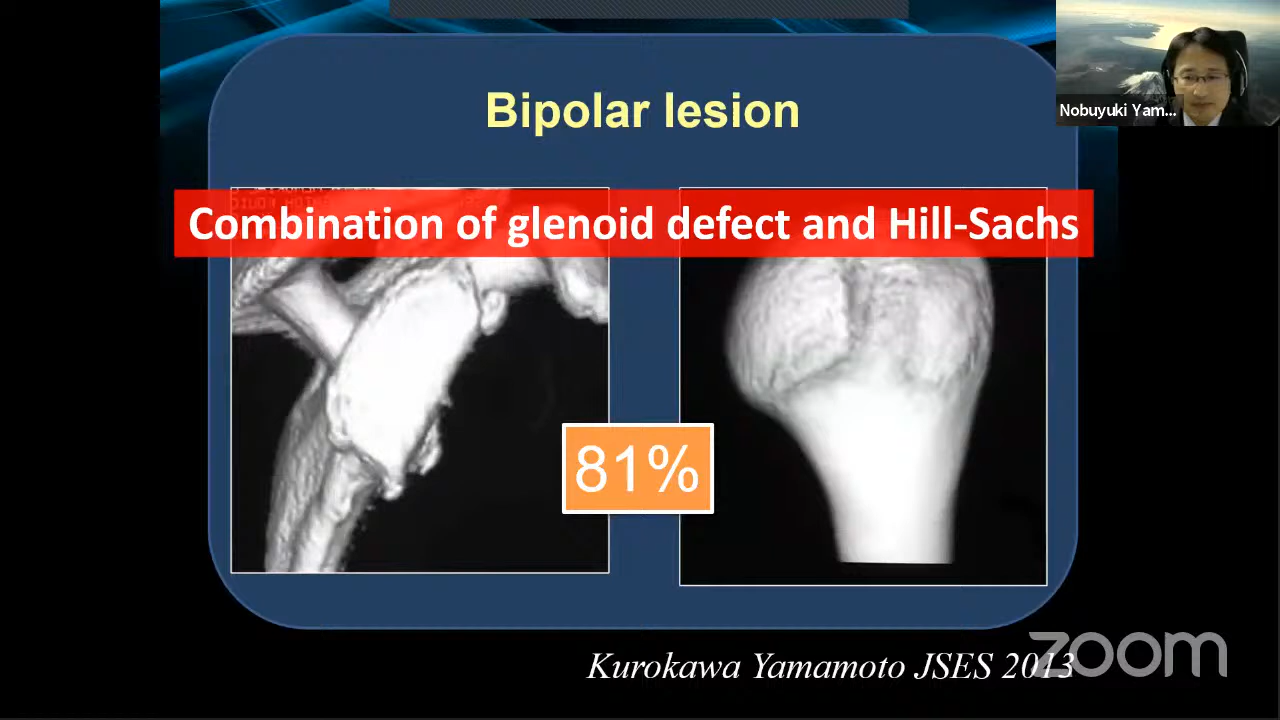 Bipolar lesion
Nobuyuki Yam...
Combination of glenoid defect and Hill-Sachs
81%
Kurokawa Yamamoto JSES 2013
zoom